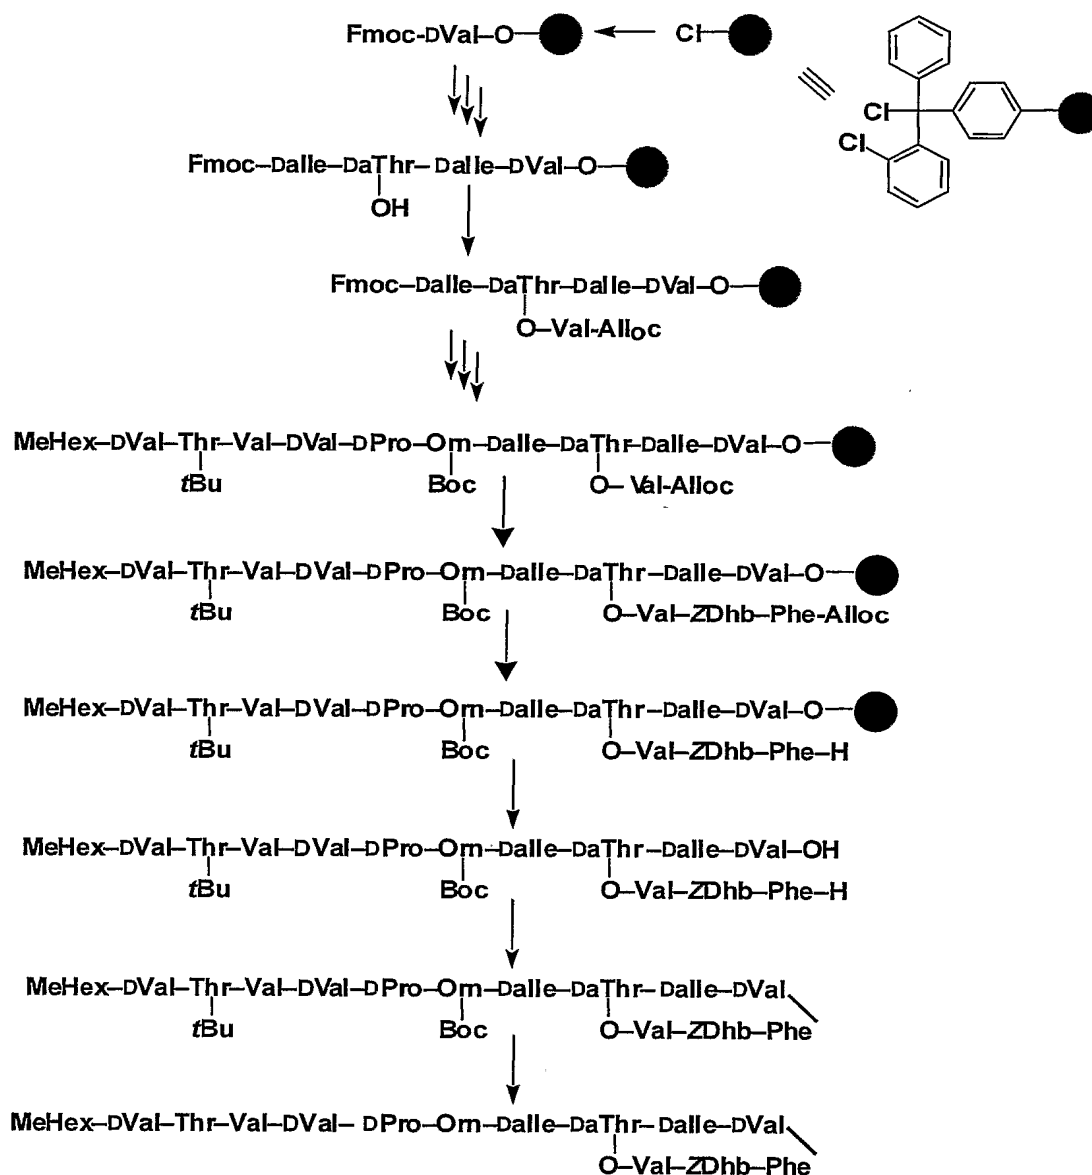 Fmoc-DVal–O Cl
Cl
Cl
Fmoc–DaIle–DaThr–DaIle–DVal–O
OH
Fmoc–DaIle–DaThr–DaIle–DVal–O
O–Val-Alloc
MeHex–DVal–Thr–Val–DVal–DPro–Orn–DaIle–DaThr–DaIle–DVal–O
tBu Boc O–Val-Alloc
MeHex–DVal–Thr–Val–DVal–DPro–Orn–DaIle–DaThr–DaIle–DVal–O
tBu Boc O–Val–ZDhb–Phe-Alloc
MeHex–DVal–Thr–Val–DVal–DPro–Orn–DaIle–DaThr–DaIle–DVal–O
tBu Boc O–Val–ZDhb–Phe–H
MeHex–DVal–Thr–Val–DVal–DPro–Orn–DaIle–DaThr–DaIle–DVal–OH
tBu Boc O–Val–ZDhb–Phe–H
MeHex–DVal–Thr–Val–DVal–DPro–Orn–DaIle–DaThr–DaIle–DVal
tBu Boc O–Val–ZDhb–Phe
MeHex–DVal–Thr–Val–DVal–DPro–Orn–DaIle–DaThr–DaIle–DVal
O–Val–ZDhb–Phe